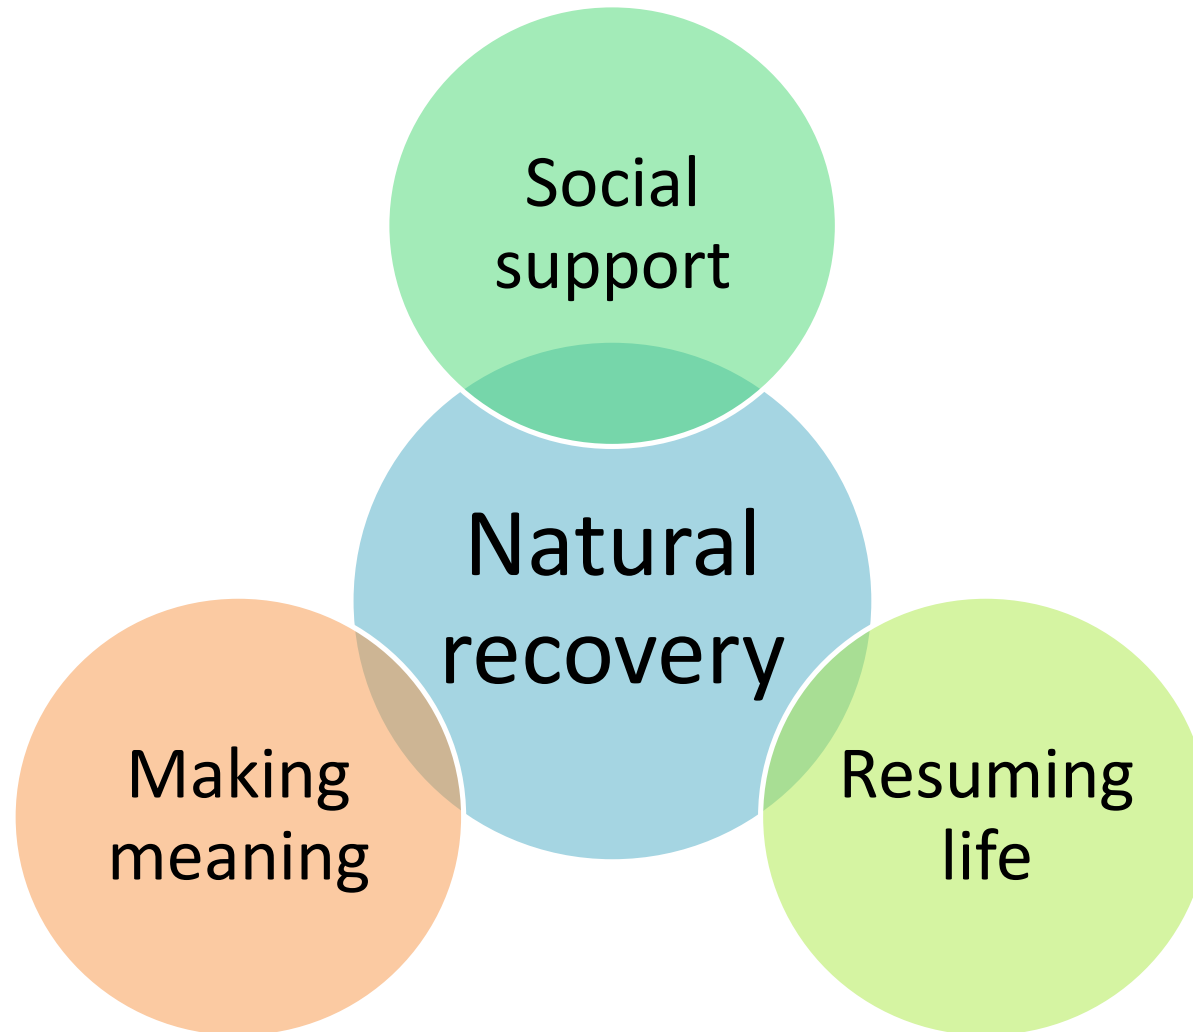 Social
support
Natural
recovery
Making
meaning
Resuming
life